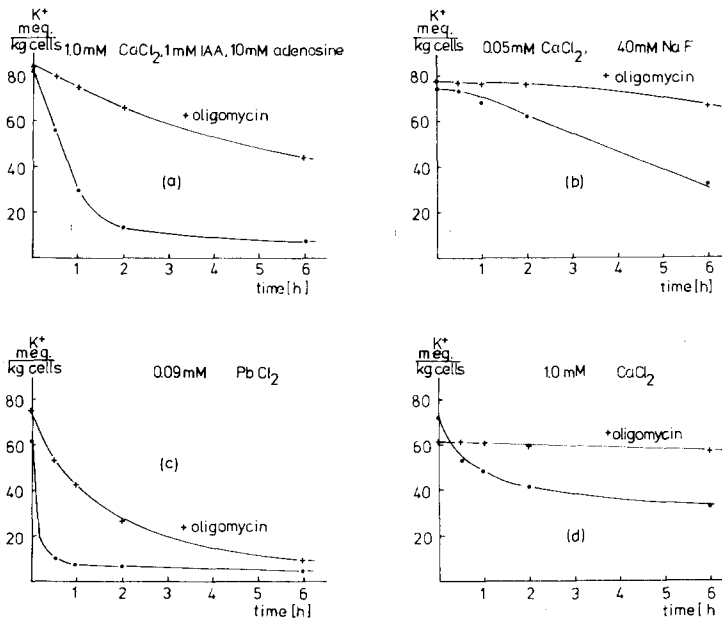 K+
meq.
kg cells
1.0mM CaCl2, 1mM IAA, 10mM adenosine
80
60
40
20
+ oligomycin
(a)
1 2 3 4 5 6
time [h]
K+
meq.
kg cells
0.05mM CaCl2, 40mM NaF
80
60
40
20
+ oligomycin
(b)
1 2 3 4 5 6
time [h]
K+
meq.
kg cells
0.09mM PbCl2
80
60
40
20
(c)
+ oligomycin
1 2 3 4 5 6
time [h]
K+
meq.
kg cells
1.0mM CaCl2
80
60
40
20
+ oligomycin
(d)
1 2 3 4 5 6
time [h